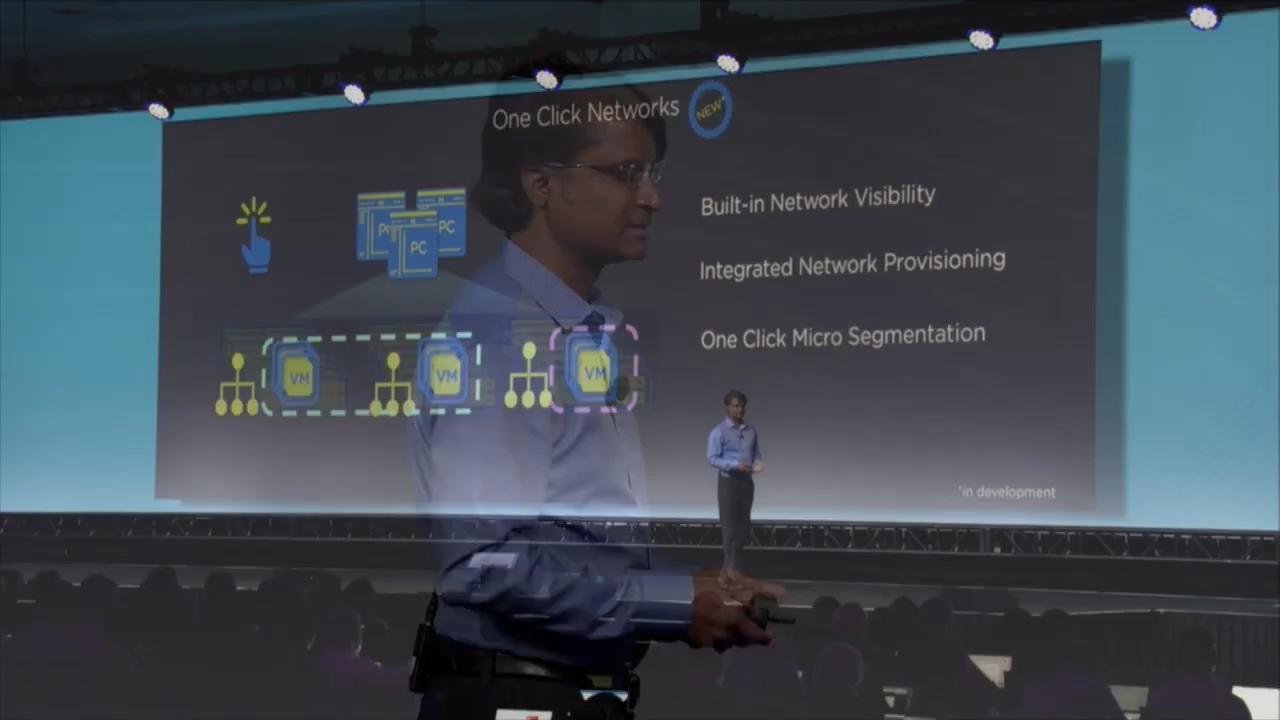 One Click Networks
NEW*
PC
PC
PC
Built-in Network Visibility
Integrated Network Provisioning
VM
VM
VM
One Click Micro Segmentation
*in development